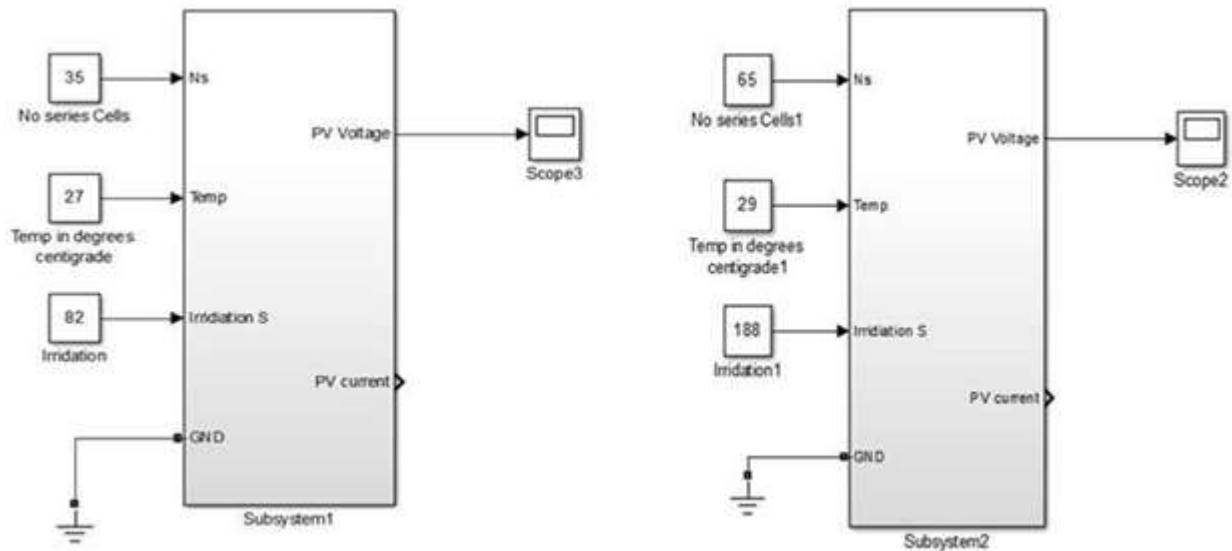 35
Ns
No series Cells
PV Voltage
Scope3
27
Temp
Temp in degrees
centigrade
82
Irridiation S
Irridation
PV current
GND
Subsystem1
65
Ns
No series Cells1
PV Voltage
Scope2
29
Temp
Temp in degrees
centigrade1
188
Irridiation S
Irridation1
PV current
GND
Subsystem2